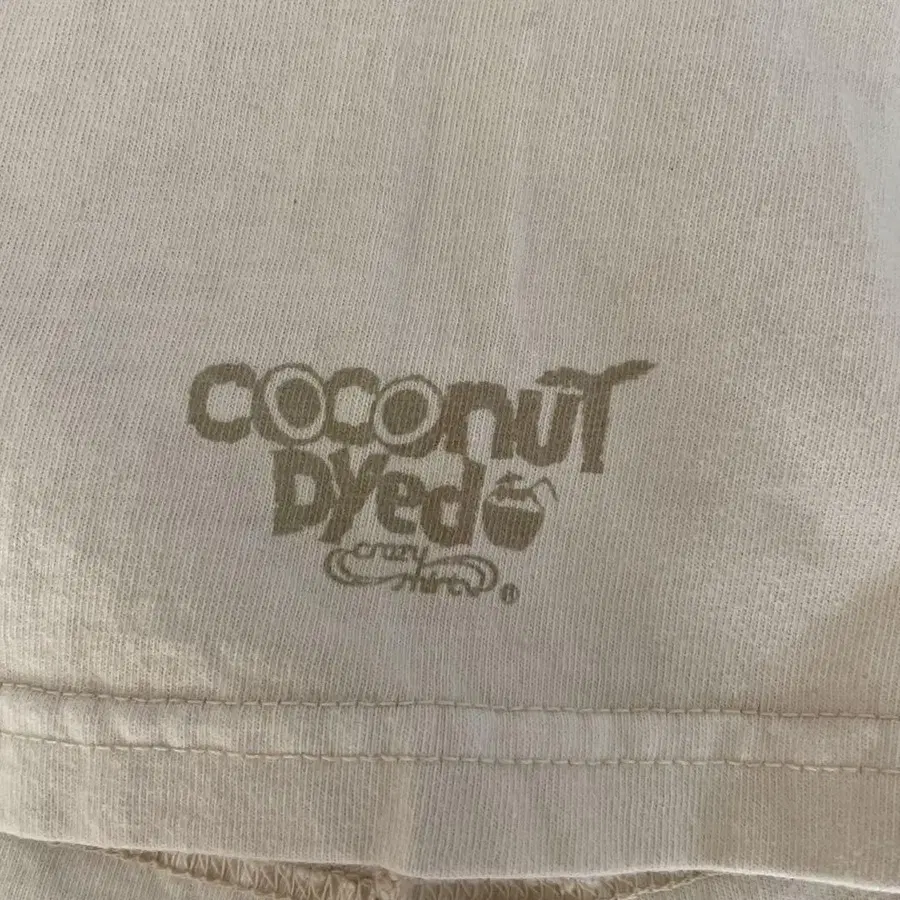 COCONUT
DYed
crazy
shirts
®